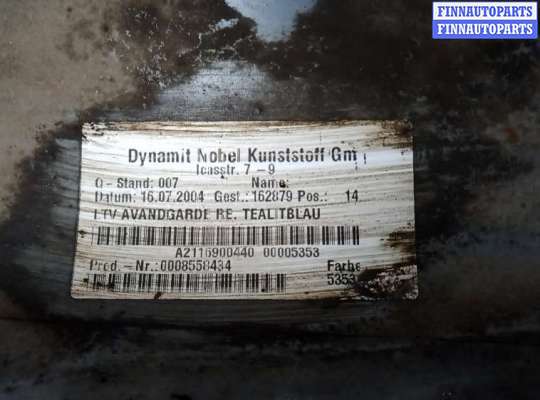 FINNAUTOPARTS
FINNAUTOPARTS
Dynamit Nobel Kunststoff Gm
7 - 9
Q - Stand: 007 Name:
Datum: 16.07.2004 Gest.: 162879 Pos.: 14
LTV AVANDGARDE RE. TEALITBLAU
A2116900440 00005353
Prod. - Nr.: 0008558434 Farbe
5353